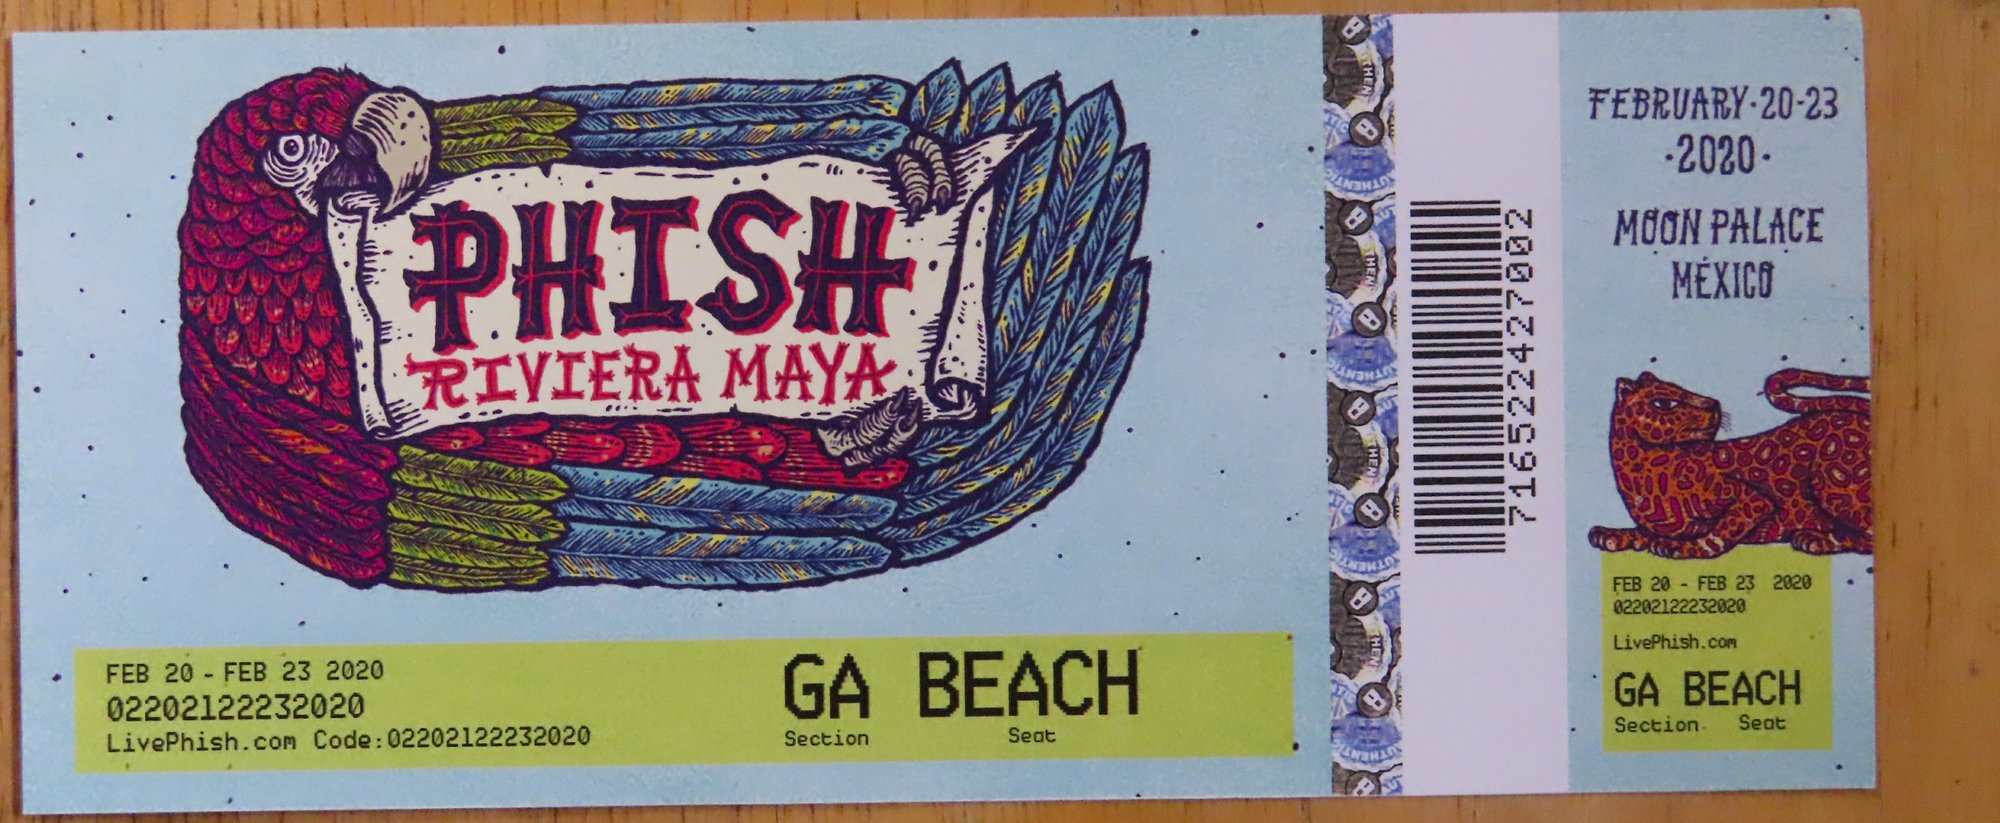 PHISH
RIVIERA MAYA
FEB 20 - FEB 23 2020
02202122232020
LivePhish.com Code:02202122232020
GA BEACH
Section Seat
716522427002
FEBRUARY·20-23
·2020·
MOON PALACE
MÉXICO
FEB 20 - FEB 23 2020
02202122232020
LivePhish.com
GA BEACH
Section Seat